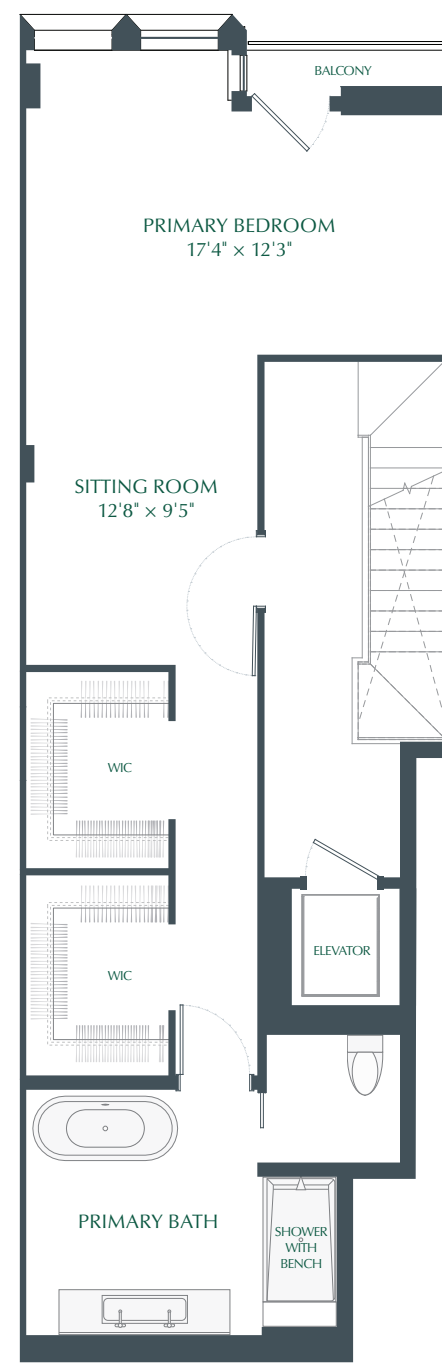 BALCONY
PRIMARY BEDROOM
17'4" × 12'3"
SITTING ROOM
12'8" × 9'5"
WIC
ELEVATOR
WIC
PRIMARY BATH
SHOWER
WITH
BENCH